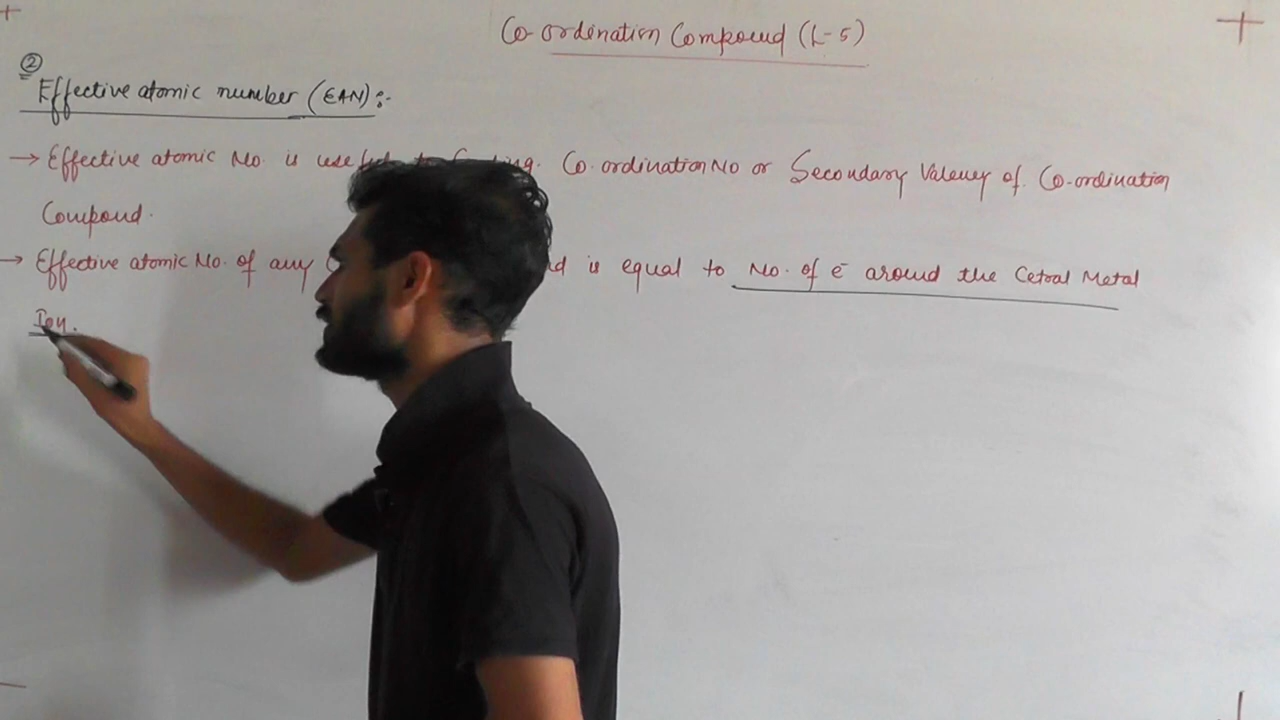 Co-ordination Compound (L-5)
②
Effective atomic number (EAN):-
→ Effective atomic No. is useful to Co-ordination No or Secondary Valency of Co-ordination
Compound.
→ Effective atomic No. of any is equal to No. of e⁻ around the Cetral Metal
Ion.